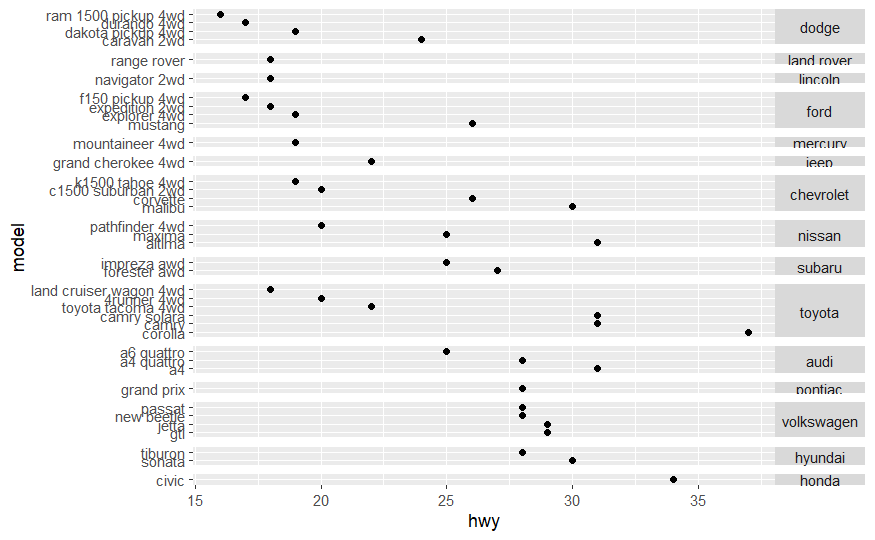 ram 1500 pickup 4wd
durango 4wd
dakota pickup 4wd
caravan 2wd
dodge
range rover
land rover
navigator 2wd
lincoln
f150 pickup 4wd
expedition 2wd
explorer 4wd
mustang
ford
mountaineer 4wd
mercury
grand cherokee 4wd
jeep
k1500 tahoe 4wd
c1500 suburban 2wd
corvette
malibu
chevrolet
pathfinder 4wd
maxima
altima
nissan
impreza awd
forester awd
subaru
land cruiser wagon 4wd
4runner 4wd
toyota tacoma 4wd
camry solara
camry
corolla
toyota
a6 quattro
a4 quattro
a4
audi
grand prix
pontiac
passat
new beetle
jetta
gti
volkswagen
tiburon
sonata
hyundai
civic
honda
model
15 20 25 30 35
hwy